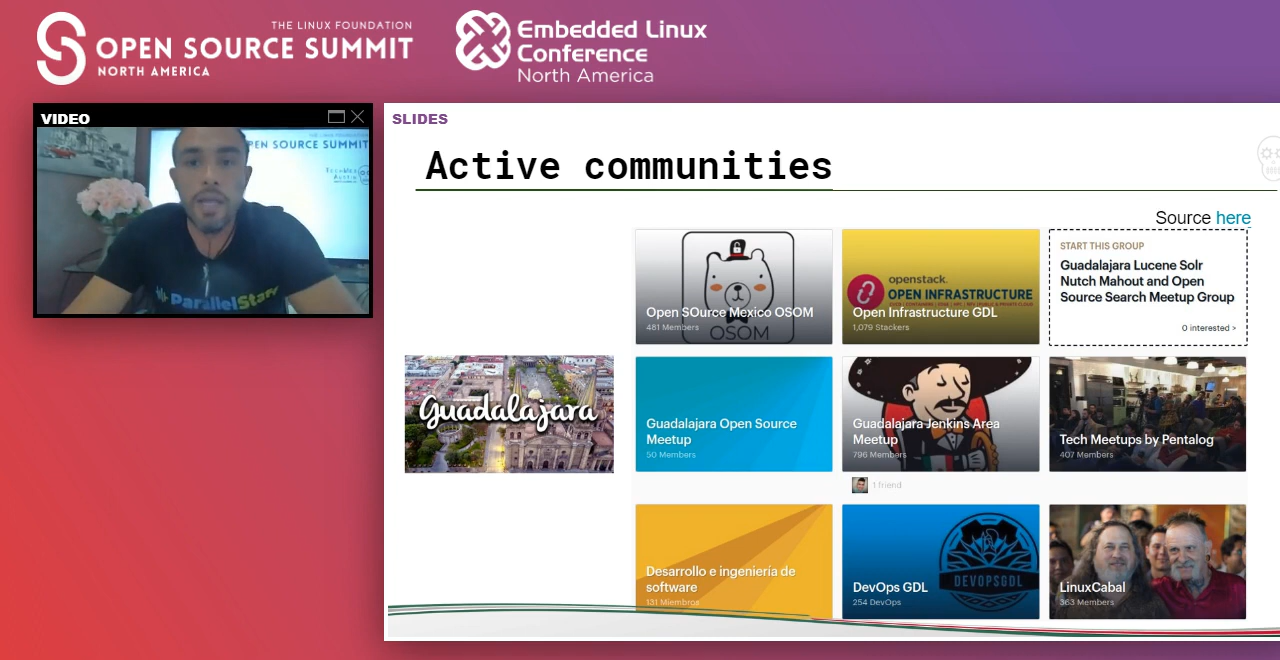 THE LINUX FOUNDATION
OPEN SOURCE SUMMIT
NORTH AMERICA
Embedded Linux
Conference
North America
VIDEO
PEN SOURCE SUMMIT
ParallelStaff
SLIDES
Active communities
Source here
Guadalajara
Open SOurce Mexico OSOM
481 Members
OSOM
openstack.
OPEN INFRASTRUCTURE
Open Infrastructure GDL
1,079 Stackers
START THIS GROUP
Guadalajara Lucene Solr
Nutch Mahout and Open
Source Search Meetup Group
0 interested >
Guadalajara Open Source
Meetup
50 Members
Guadalajara Jenkins Area
Meetup
796 Members
1 friend
Tech Meetups by Pentalog
407 Members
Desarrollo e ingeniería de
software
131 Miembros
DevOps GDL
254 DevOps
DEVOPSGDL
LinuxCabal
363 Members